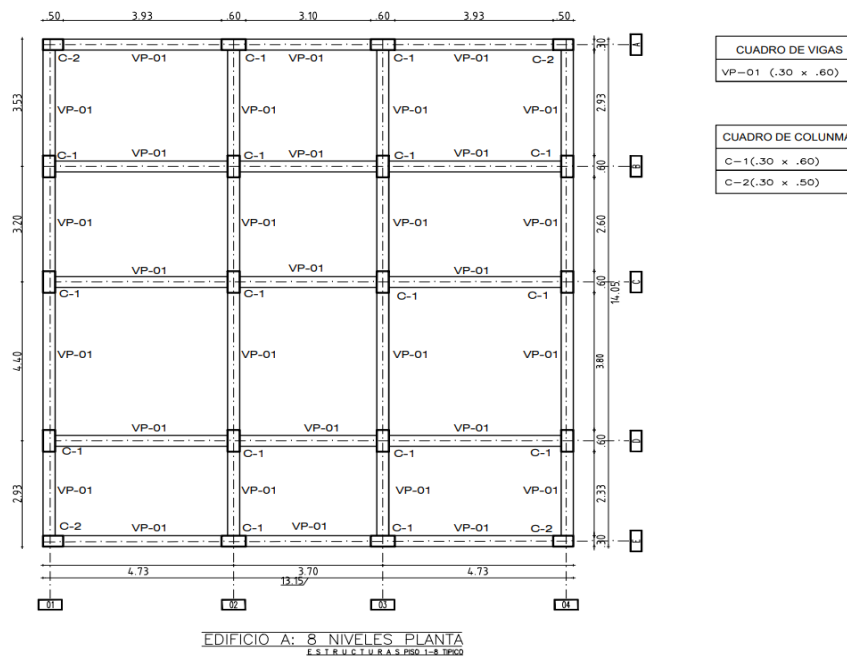 .50 3.93 .60 3.10 .60 3.93 .50
C-2 VP-01 C-1 VP-01 C-1 VP-01 C-2
.30 A
3.53 VP-01 VP-01 VP-01 VP-01 2.93
C-1 VP-01 C-1 VP-01 C-1 VP-01 C-1
.60 B
3.20 VP-01 VP-01 VP-01 VP-01 2.60
VP-01 VP-01 VP-01
.60 C
C-1 C-1 C-1 C-1
14.05
4.40 VP-01 VP-01 VP-01 VP-01 3.80
VP-01 VP-01 VP-01
.60 D
C-1 C-1 C-1 C-1
2.93 VP-01 VP-01 VP-01 VP-01 2.33
C-2 VP-01 C-1 VP-01 C-1 VP-01 C-2
.30 E
4.73 3.70 4.73
13.15
01 02 03 04
EDIFICIO A: 8 NIVELES PLANTA
ESTRUCTURAS PISO 1-8 TIPICO
CUADRO DE VIGAS
VP-01 (.30 x .60)
CUADRO DE COLUNMA
C-1(.30 x .60)
C-2(.30 x .50)